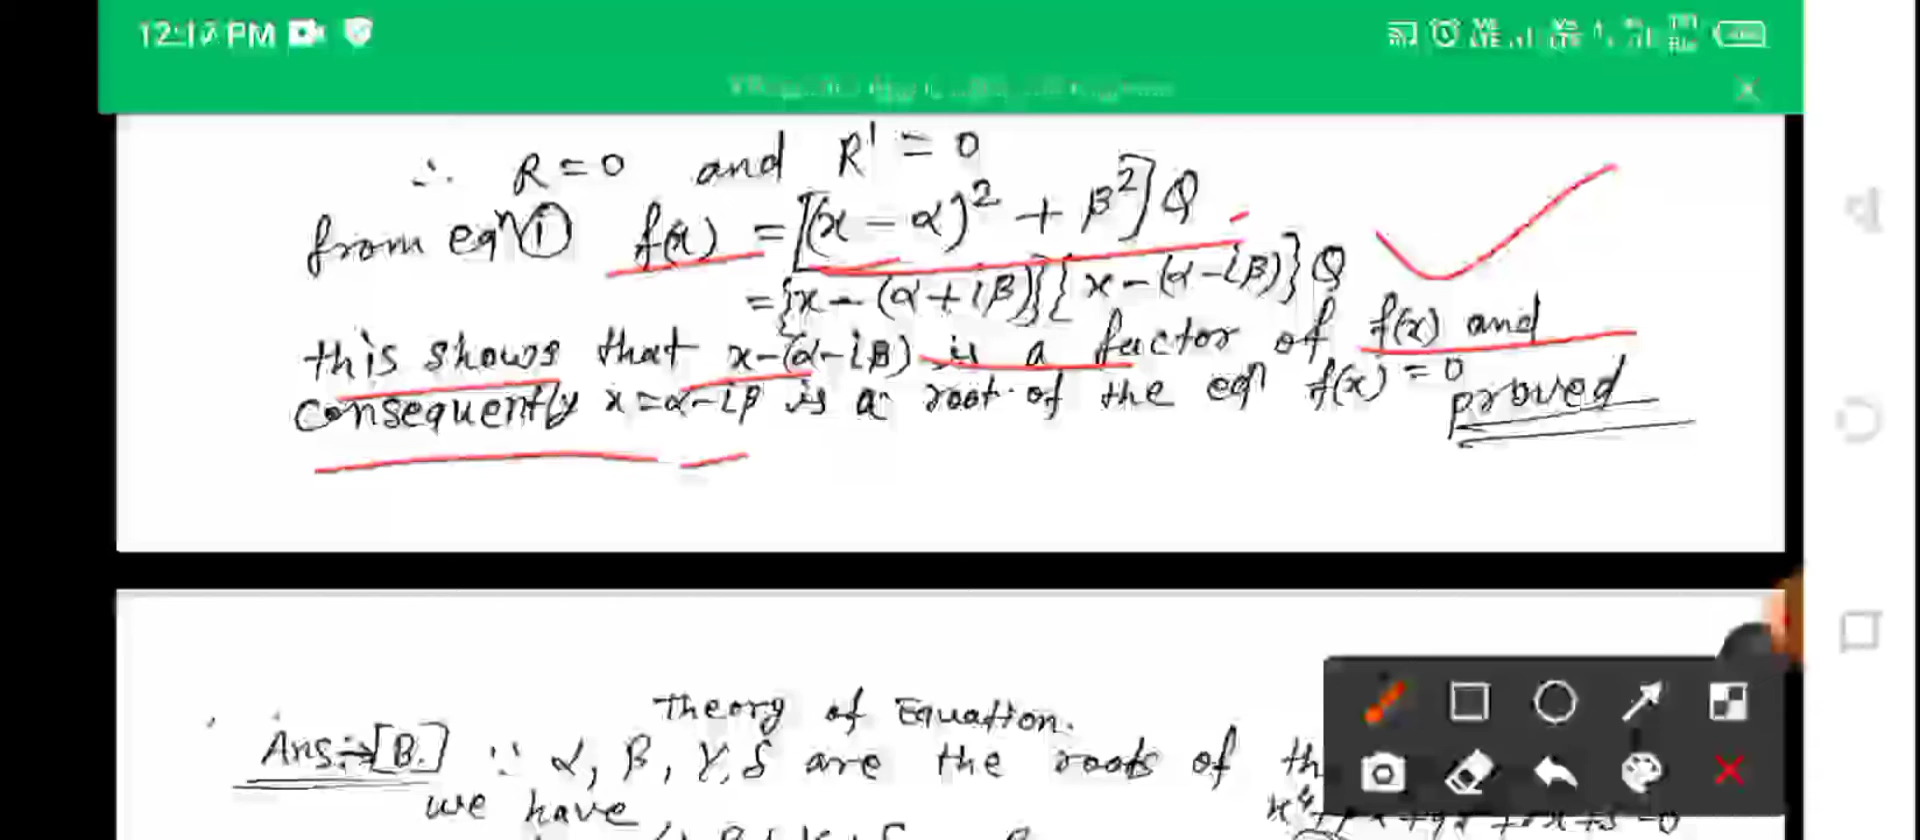 12:17 PM
∴ R = 0 and R' = 0
from eqⁿ ① f(x) = [(x - α)² + β²] Q
= {x - (α + iβ)} {x - (α - iβ)} Q
this shows that x - (α - iβ) is a factor of f(x) and
consequently x = α - iβ is a root of the eqⁿ f(x) = 0
proved
Theory of Equation.
Ans:→ [B.] ∵ α, β, γ, δ are the roots of th
we have